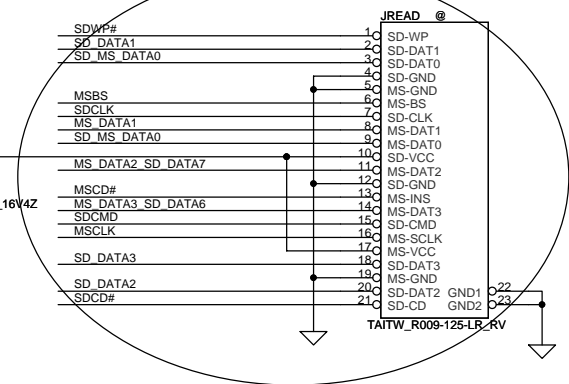 JREAD @
SDWP# 1 SD-WP
SD_DATA1 2 SD-DAT1
SD_MS_DATA0 3 SD-DAT0
4 SD-GND
5 MS-GND
MSBS 6 MS-BS
SDCLK 7 SD-CLK
MS_DATA1 8 MS-DAT1
SD_MS_DATA0 9 MS-DAT0
10 SD-VCC
MS_DATA2_SD_DATA7 11 MS-DAT2
12 SD-GND
MSCD# 13 MS-INS
_16V4Z MS_DATA3_SD_DATA6 14 MS-DAT3
SDCMD 15 SD-CMD
MSCLK 16 MS-SCLK
17 MS-VCC
SD_DATA3 18 SD-DAT3
19 MS-GND
SD_DATA2 20 SD-DAT2 GND1 22
SDCD# 21 SD-CD GND2 23
TAITW_R009-125-LR_RV